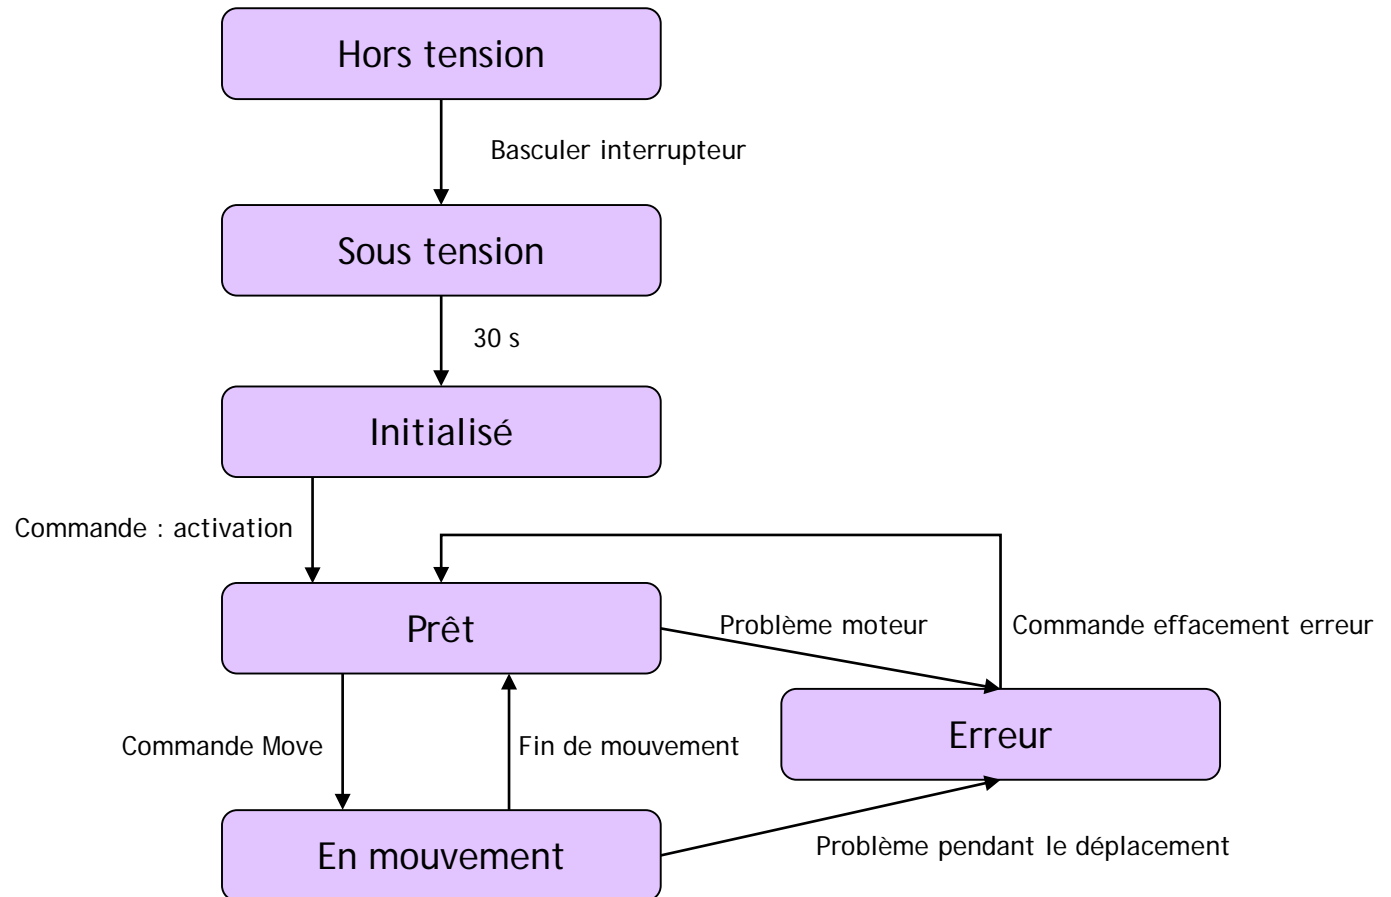 Hors tension
Basculer interrupteur
Sous tension
30 s
Initialisé
Commande : activation
Prêt
Problème moteur
Commande effacement erreur
Erreur
Commande Move
Fin de mouvement
En mouvement
Problème pendant le déplacement